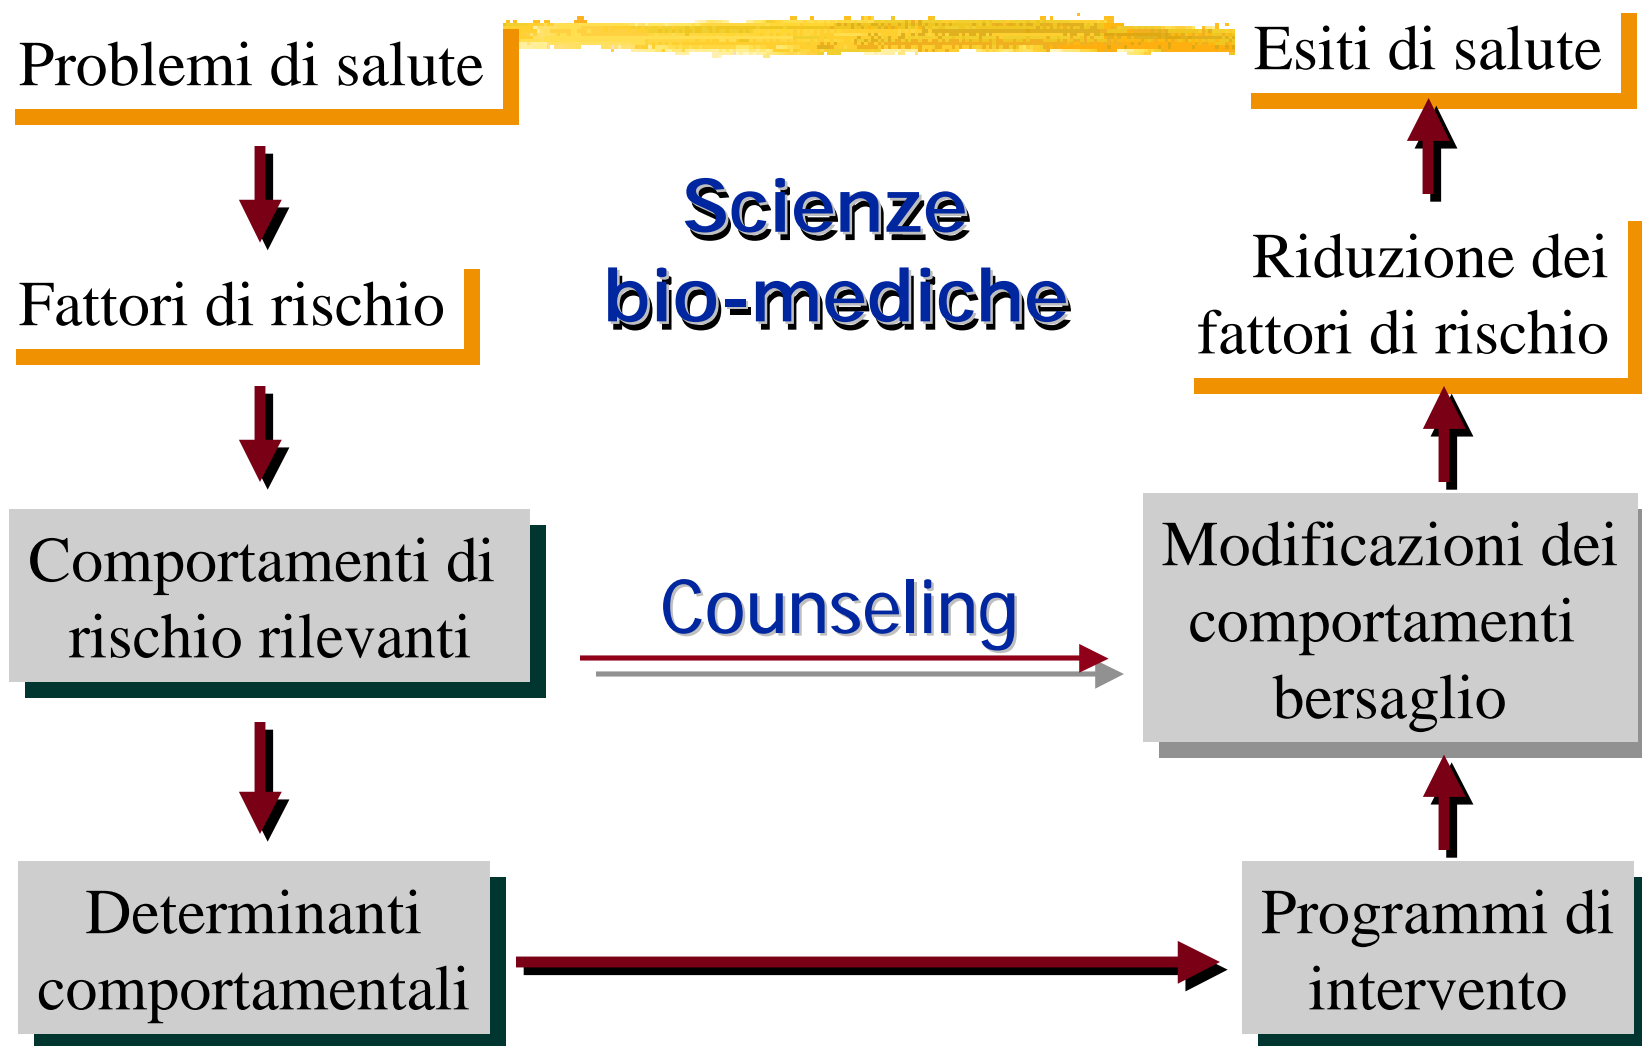 Problemi di salute
Esiti di salute
Scienze
bio-mediche
Fattori di rischio
Riduzione dei
fattori di rischio
Comportamenti di
rischio rilevanti
Counseling
Modificazioni dei
comportamenti
bersaglio
Determinanti
comportamentali
Programmi di
intervento